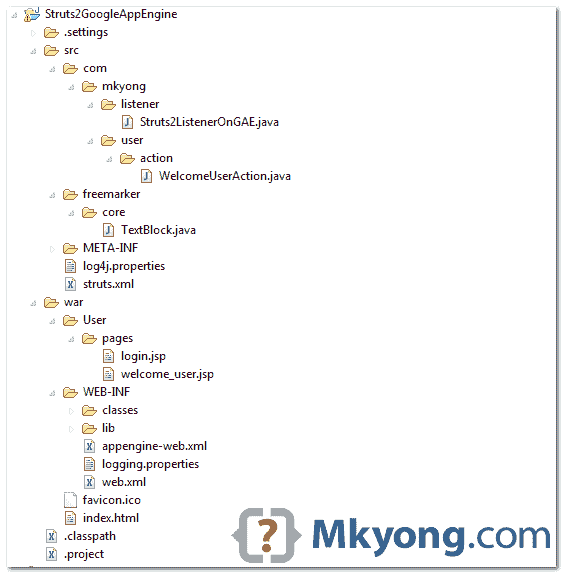 Struts2GoogleAppEngine
.settings
src
com
mkyong
listener
Struts2ListenerOnGAE.java
user
action
WelcomeUserAction.java
freemarker
core
TextBlock.java
META-INF
log4j.properties
struts.xml
war
User
pages
login.jsp
welcome_user.jsp
WEB-INF
classes
lib
appengine-web.xml
logging.properties
web.xml
favicon.ico
index.html
.classpath
.project
{?} Mkyong.com